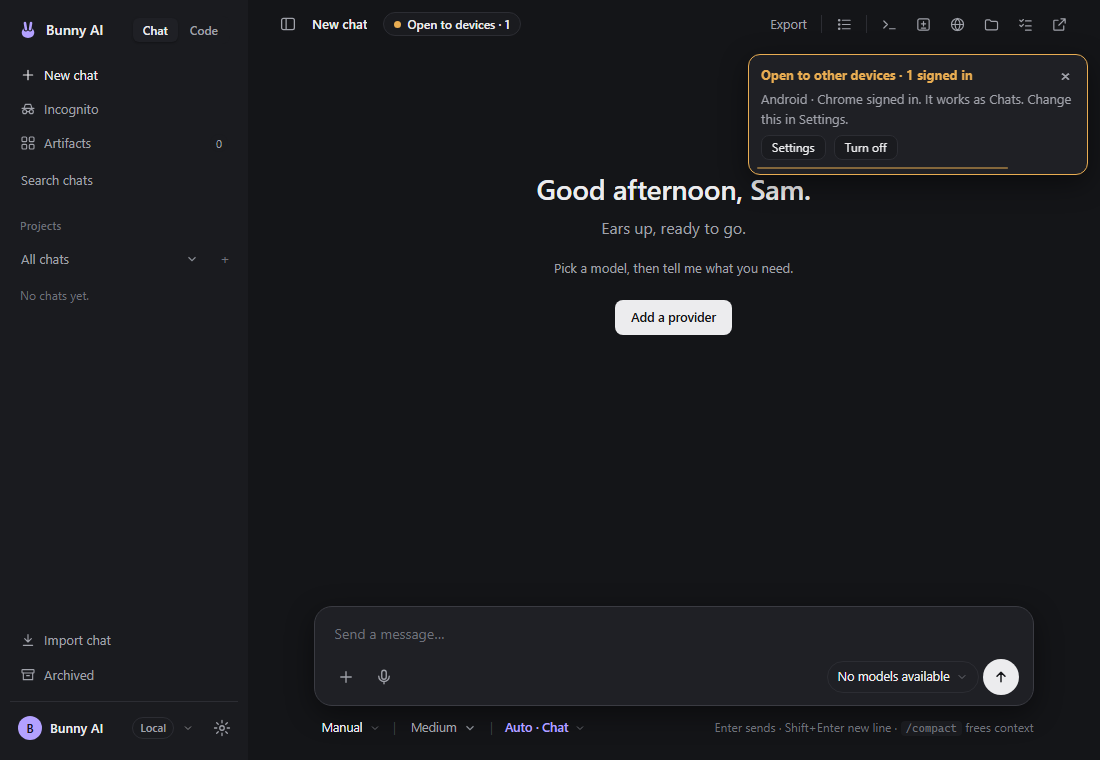 Bunny AI
Chat
Code
New chat
Incognito
Artifacts
0
Search chats
Projects
All chats
+
No chats yet.
Import chat
Archived
B
Bunny AI
Local
New chat
Open to devices · 1
Export
Open to other devices · 1 signed in
Android · Chrome signed in. It works as Chats. Change
this in Settings.
Settings
Turn off
Good afternoon, Sam.
Ears up, ready to go.
Pick a model, then tell me what you need.
Add a provider
Send a message...
No models available
Manual
Medium
Auto · Chat
Enter sends · Shift+Enter new line · /compact frees context